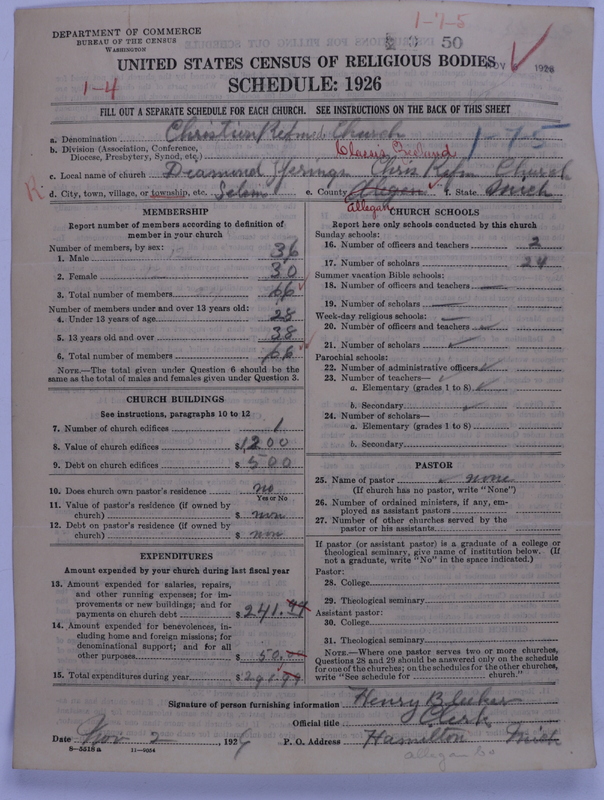 1-7-5
DEPARTMENT OF COMMERCE
BUREAU OF THE CENSUS
WASHINGTON
50
UNITED STATES CENSUS OF RELIGIOUS BODIES
NOV 1926
1-4
SCHEDULE: 1926
FILL OUT A SEPARATE SCHEDULE FOR EACH CHURCH. SEE INSTRUCTIONS ON THE BACK OF THIS SHEET
a. Denomination Christian Refmd Church
b. Division (Association, Conference, Diocese, Presbytery, Synod, etc.) Classis Zeeland
1-75
c. Local name of church Diamond Springs Chris Refm Church
d. City, town, village, or township, etc. Salem e. County Allegan f. State Mich
Allegan
R
MEMBERSHIP
Report number of members according to definition of member in your church
Number of members, by sex:
1. Male 36
2. Female 30
3. Total number of members 66
Number of members under and over 13 years old:
4. Under 13 years of age 28
5. 13 years old and over 38
6. Total number of members 66
NOTE.—The total given under Question 6 should be the same as the total of males and females given under Question 3.
CHURCH BUILDINGS
See instructions, paragraphs 10 to 12
7. Number of church edifices 1
8. Value of church edifices $1200
9. Debt on church edifices $500
10. Does church own pastor's residence no
Yes or No
11. Value of pastor's residence (if owned by church) $ non
12. Debt on pastor's residence (if owned by church) $ non
EXPENDITURES
Amount expended by your church during last fiscal year
13. Amount expended for salaries, repairs, and other running expenses; for improvements or new buildings; and for payments on church debt $241.94
14. Amount expended for benevolences, including home and foreign missions; for denominational support; and for all other purposes $50.00
15. Total expenditures during year $291.94
CHURCH SCHOOLS
Report here only schools conducted by this church
Sunday schools:
16. Number of officers and teachers 2
17. Number of scholars 24
Summer vacation Bible schools:
18. Number of officers and teachers
19. Number of scholars
Week-day religious schools:
20. Number of officers and teachers
21. Number of scholars
Parochial schools:
22. Number of administrative officers
23. Number of teachers—
a. Elementary (grades 1 to 8)
b. Secondary
24. Number of scholars—
a. Elementary (grades 1 to 8)
b. Secondary
PASTOR
25. Name of pastor none
(If church has no pastor, write "None")
26. Number of ordained ministers, if any, employed as assistant pastors
27. Number of other churches served by the pastor or his assistants
If pastor (or assistant pastor) is a graduate of a college or theological seminary, give name of institution below. (If not a graduate, write "No" in the space indicated.)
Pastor:
28. College
29. Theological seminary
Assistant pastor:
30. College
31. Theological seminary
NOTE.—Where one pastor serves two or more churches, Questions 28 and 29 should be answered only on the schedule for one of the churches; on the schedules for the other churches, write "See schedule for church."
Signature of person furnishing information Henry Bleeker
Official title Clerk
Date Nov 2, 1926 P. O. Address Hamilton Mich
8-5518 a 11-9054
allegan Co